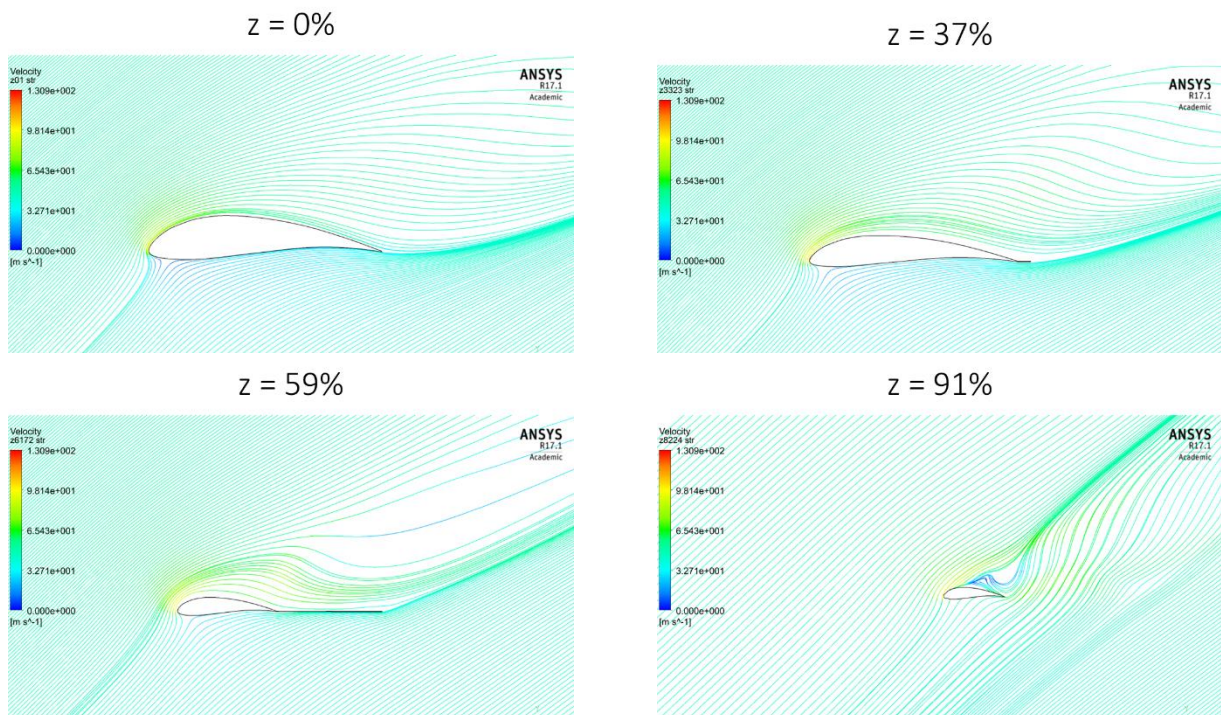 z = 0%
Velocity
z01 str
1.309e+002
9.814e+001
6.543e+001
3.271e+001
0.000e+000
[m s^-1]
ANSYS
R17.1
Academic
z = 37%
Velocity
z3323 str
1.309e+002
9.814e+001
6.543e+001
3.271e+001
0.000e+000
[m s^-1]
ANSYS
R17.1
Academic
z = 59%
Velocity
z6172 str
1.309e+002
9.814e+001
6.543e+001
3.271e+001
0.000e+000
[m s^-1]
ANSYS
R17.1
Academic
z = 91%
Velocity
z8224 str
1.309e+002
9.814e+001
6.543e+001
3.271e+001
0.000e+000
[m s^-1]
ANSYS
R17.1
Academic